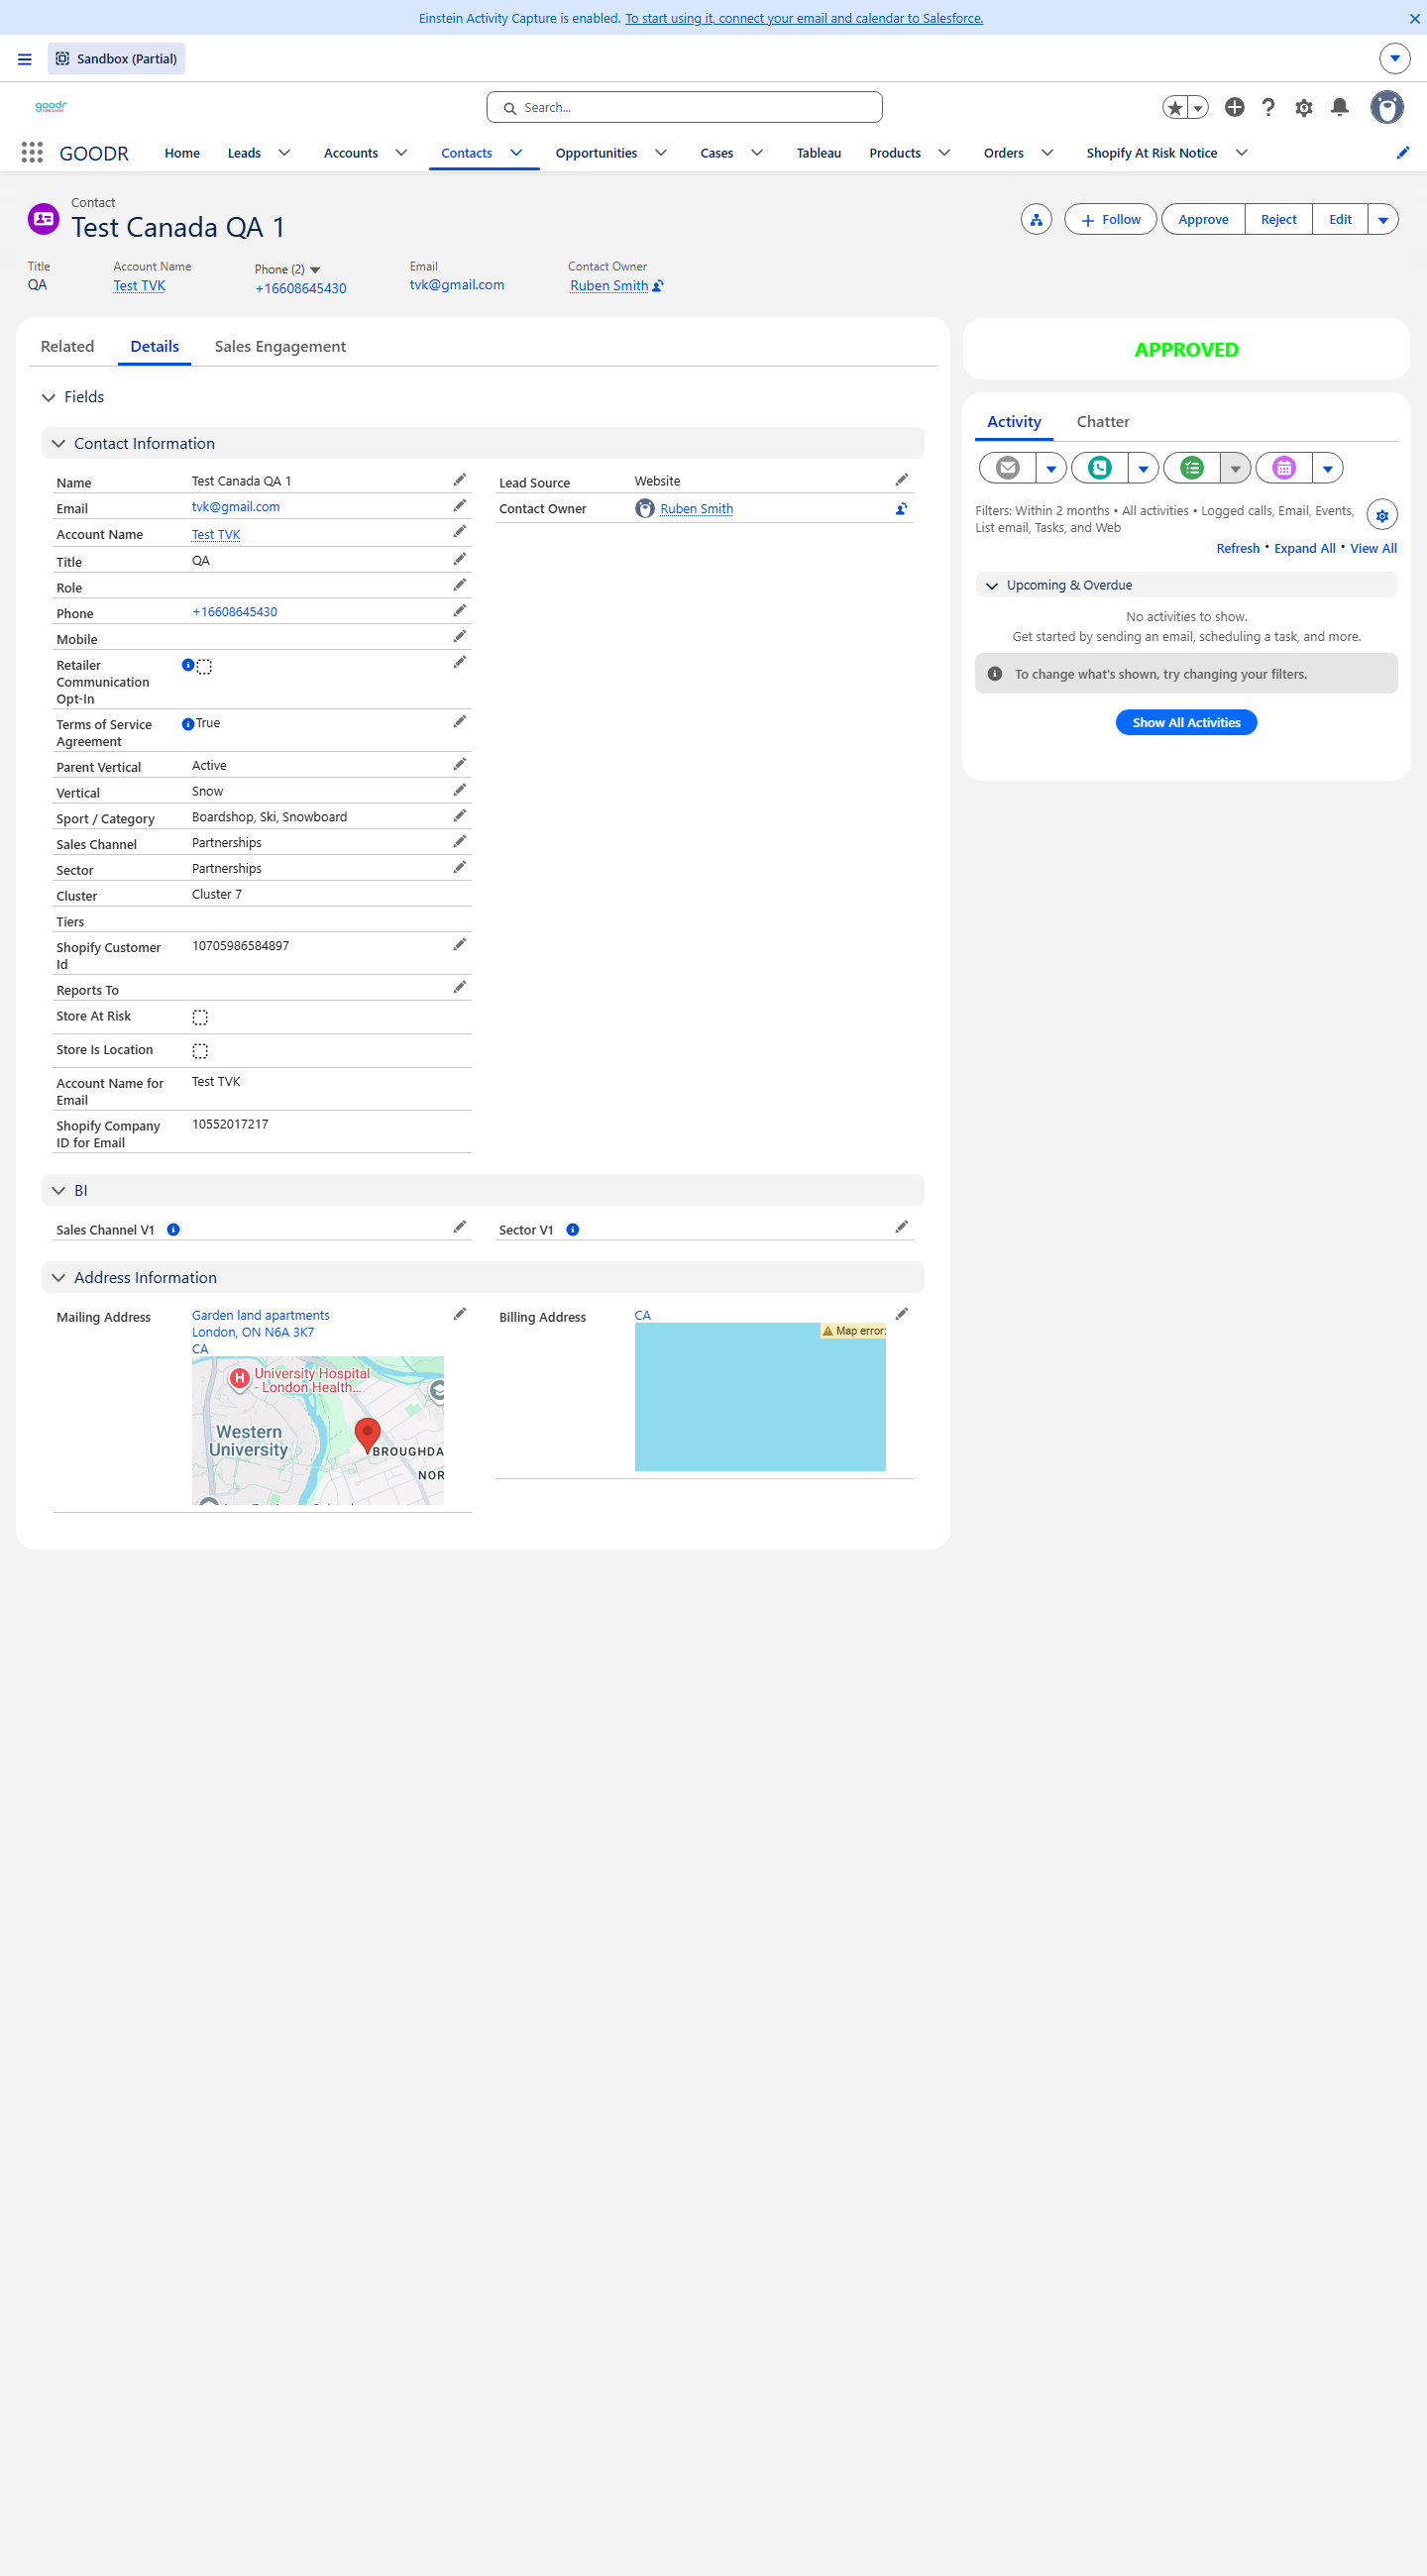 Einstein Activity Capture is enabled. To start using it, connect your email and calendar to Salesforce.
Sandbox (Partial)
goodr
Search...
GOODR Home Leads Accounts Contacts Opportunities Cases Tableau Products Orders Shopify At Risk Notice
Contact
Test Canada QA 1
Follow Approve Reject Edit
Title Account Name Phone (2) Email Contact Owner
QA Test TVK +16608645430 tvk@gmail.com Ruben Smith
Related Details Sales Engagement
Fields
Contact Information
Name Test Canada QA 1
Email tvk@gmail.com
Account Name Test TVK
Title QA
Role
Phone +16608645430
Mobile
Retailer
Communication
Opt-In
Terms of Service True
Agreement
Parent Vertical Active
Vertical Snow
Sport / Category Boardshop, Ski, Snowboard
Sales Channel Partnerships
Sector Partnerships
Cluster Cluster 7
Tiers
Shopify Customer 10705986584897
Id
Reports To
Store At Risk
Store Is Location
Account Name for Test TVK
Email
Shopify Company 10552017217
ID for Email
Lead Source Website
Contact Owner Ruben Smith
BI
Sales Channel V1 Sector V1
Address Information
Mailing Address Garden land apartments
London, ON N6A 3K7
CA
University Hospital
- London Health...
Western
University
BROUGHDA
NOR
Billing Address CA
Map error:
APPROVED
Activity Chatter
Filters: Within 2 months • All activities • Logged calls, Email, Events,
List email, Tasks, and Web
Refresh • Expand All • View All
Upcoming & Overdue
No activities to show.
Get started by sending an email, scheduling a task, and more.
To change what's shown, try changing your filters.
Show All Activities